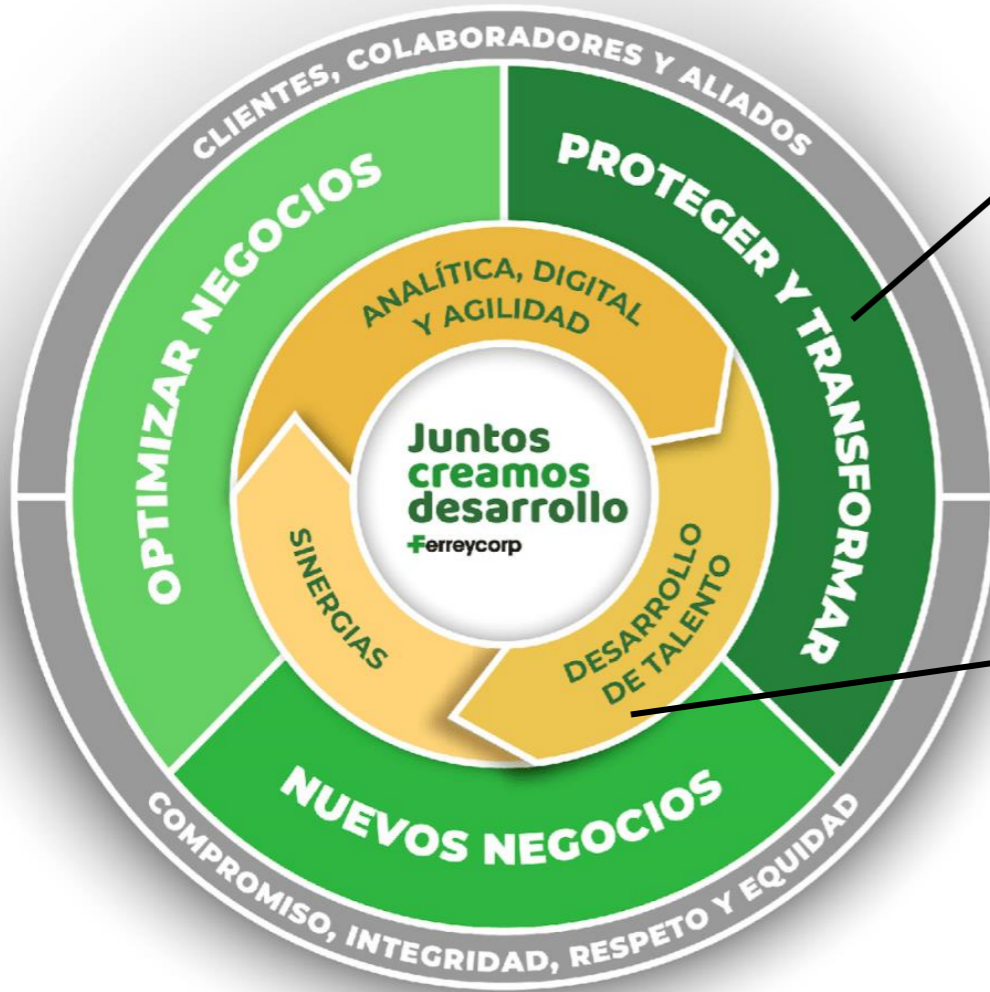 CLIENTES, COLABORADORES Y ALIADOS
OPTIMIZAR NEGOCIOS
PROTEGER Y TRANSFORMAR
ANALÍTICA, DIGITAL
Y AGILIDAD
Juntos
creamos
desarrollo
Ferreycorp
SINERGIAS
DESARROLLO
DE TALENTO
NUEVOS NEGOCIOS
COMPROMISO, INTEGRIDAD, RESPETO Y EQUIDAD